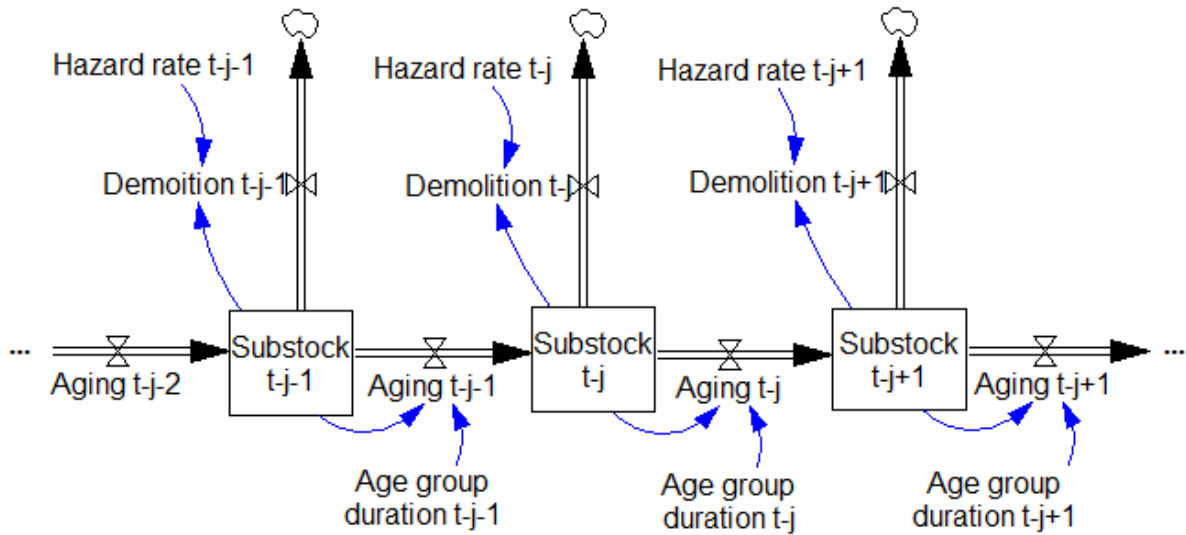 Hazard rate t-j-1
Hazard rate t-j
Hazard rate t-j+1
Demoition t-j-1
Demolition t-j
Demolition t-j+1
...
Substock
t-j-1
Substock
t-j
Substock
t-j+1
...
Aging t-j-2
Aging t-j-1
Aging t-j
Aging t-j+1
Age group
duration t-j-1
Age group
duration t-j
Age group
duration t-j+1